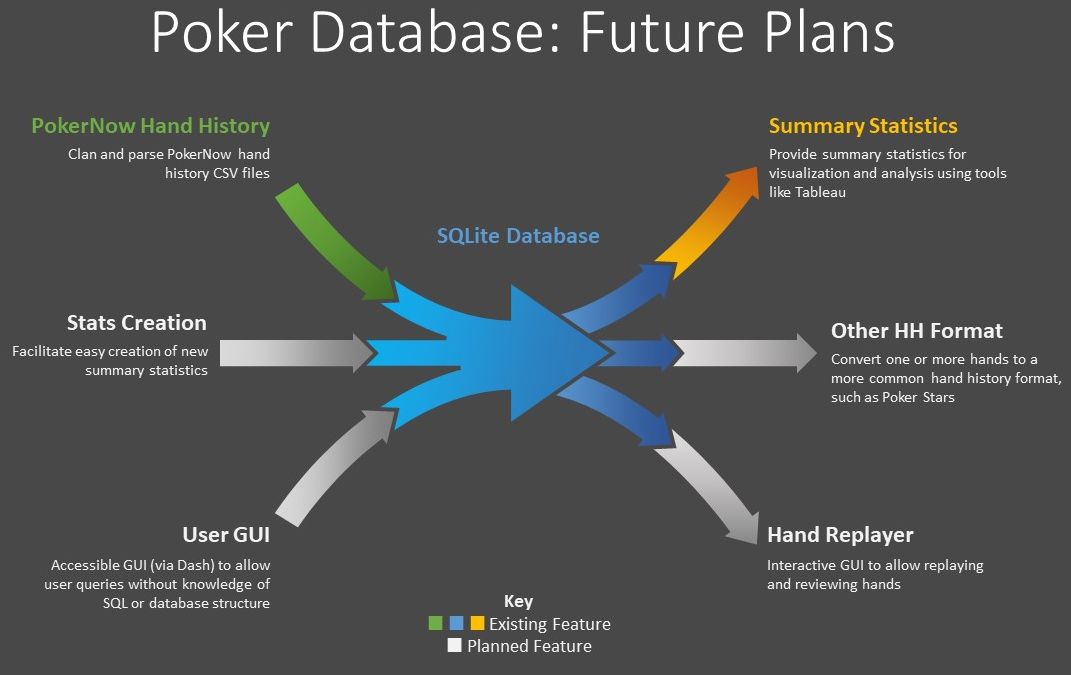 Poker Database: Future Plans
PokerNow Hand History
Clan and parse PokerNow hand
history CSV files
Summary Statistics
Provide summary statistics for
visualization and analysis using tools
like Tableau
SQLite Database
Stats Creation
Facilitate easy creation of new
summary statistics
Other HH Format
Convert one or more hands to a
more common hand history format,
such as Poker Stars
User GUI
Accessible GUI (via Dash) to allow
user queries without knowledge of
SQL or database structure
Hand Replayer
Interactive GUI to allow replaying
and reviewing hands
Key
Existing Feature
Planned Feature